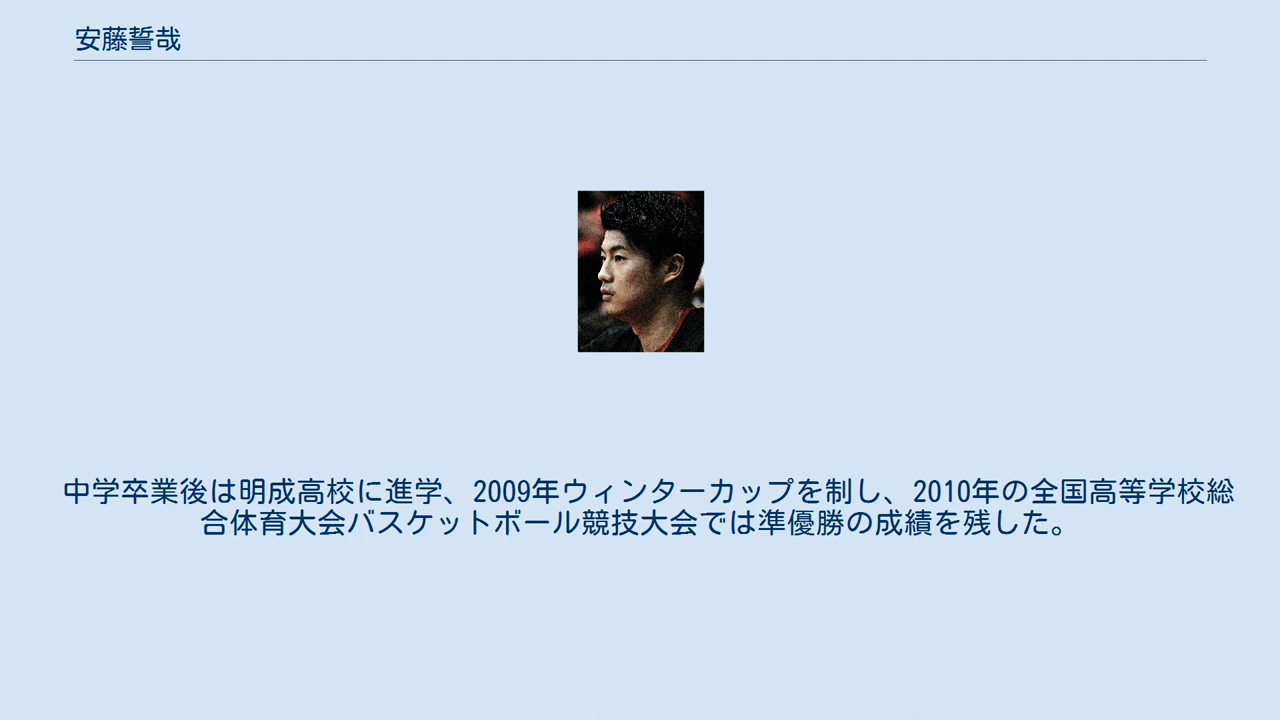 安藤誓哉
中学卒業後は明成高校に進学、2009年ウィンターカップを制し、2010年の全国高等学校総
合体育大会バスケットボール競技大会では準優勝の成績を残した。